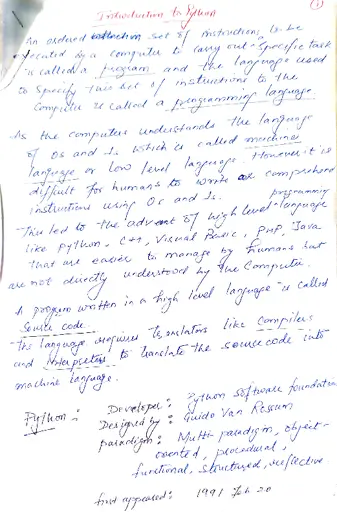 Introduction to Python
①
An ordered set of instructions to be
executed by a computer to carry out a specific task
is called a program and the language used
to specify this set of instructions to the
computer is called a programming language.
As the computer understands the language
of 0s and 1s which is called machine
language or low level language. However it is
difficult for humans to write or comprehend
instructions using 0s and 1s.
This led to the advent of high level programming language
like Python, C++, Visual Basic, PHP, Java
that are easier to manage by humans but
are not directly understood by the computer.
A program written in a high level language is called
Source code.
The language required translators like compilers
and interpreters to translate the source code into
machine language.
Python : Developer : Python Software foundation
Designed by : Guido Van Rossum
paradigm : Multi-paradigm, object-
oriented, procedural,
functional, structured, reflective
first appeared : 1991 Feb 20